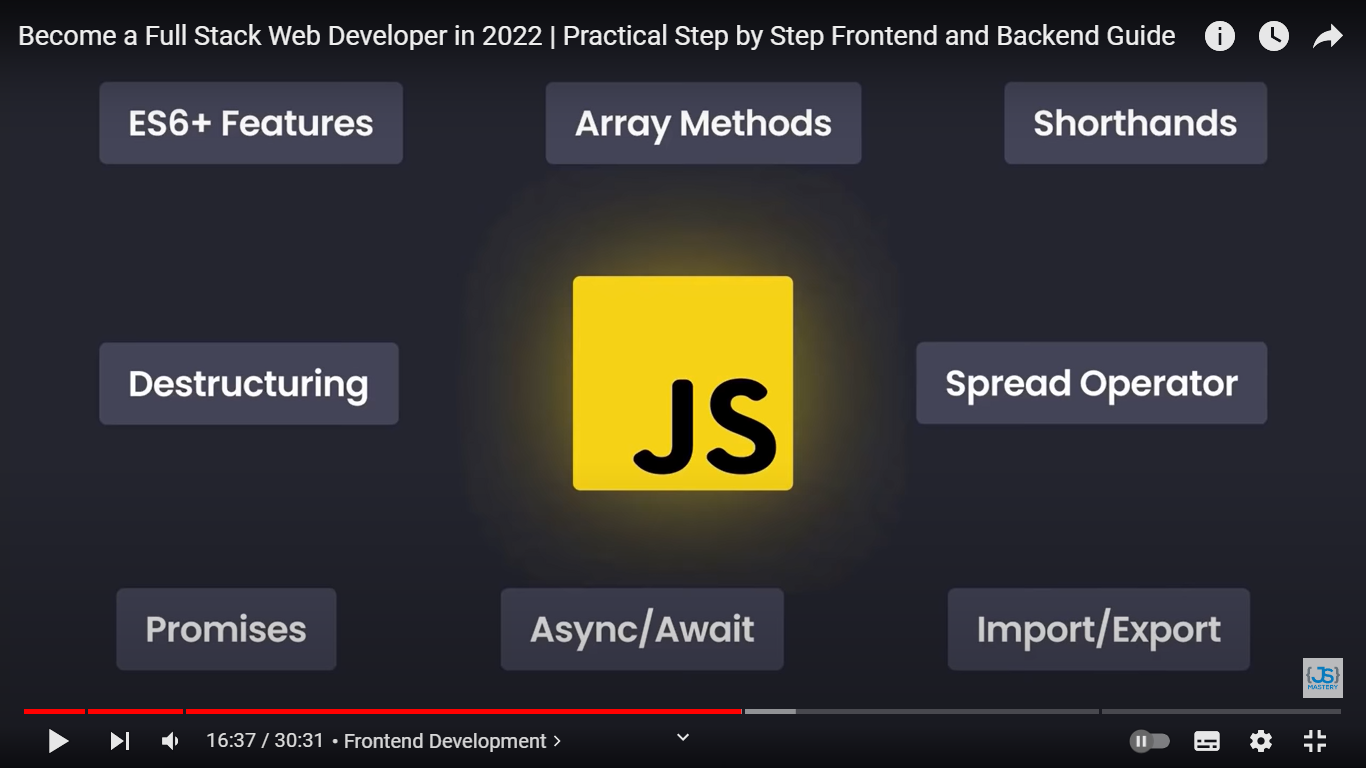 Become a Full Stack Web Developer in 2022 | Practical Step by Step Frontend and Backend Guide
ES6+ Features
Array Methods
Shorthands
Destructuring
JS
Spread Operator
Promises
Async/Await
Import/Export
{JS}
MASTERY
16:37 / 30:31 • Frontend Development >